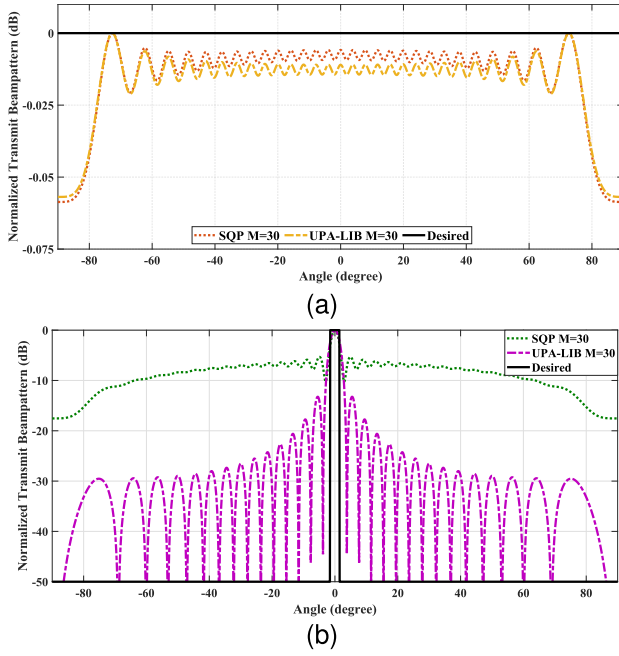 (a)
Normalized Transmit Beampattern (dB)
0
-0.025
-0.05
-0.075
SQP M=30
UPA-LIB M=30
Desired
-80 -60 -40 -20 0 20 40 60 80
Angle (degree)
(a)
Normalized Transmit Beampattern (dB)
0
-10
-20
-30
-40
-50
SQP M=30
UPA-LIB M=30
Desired
-80 -60 -40 -20 0 20 40 60 80
Angle (degree)
(b)